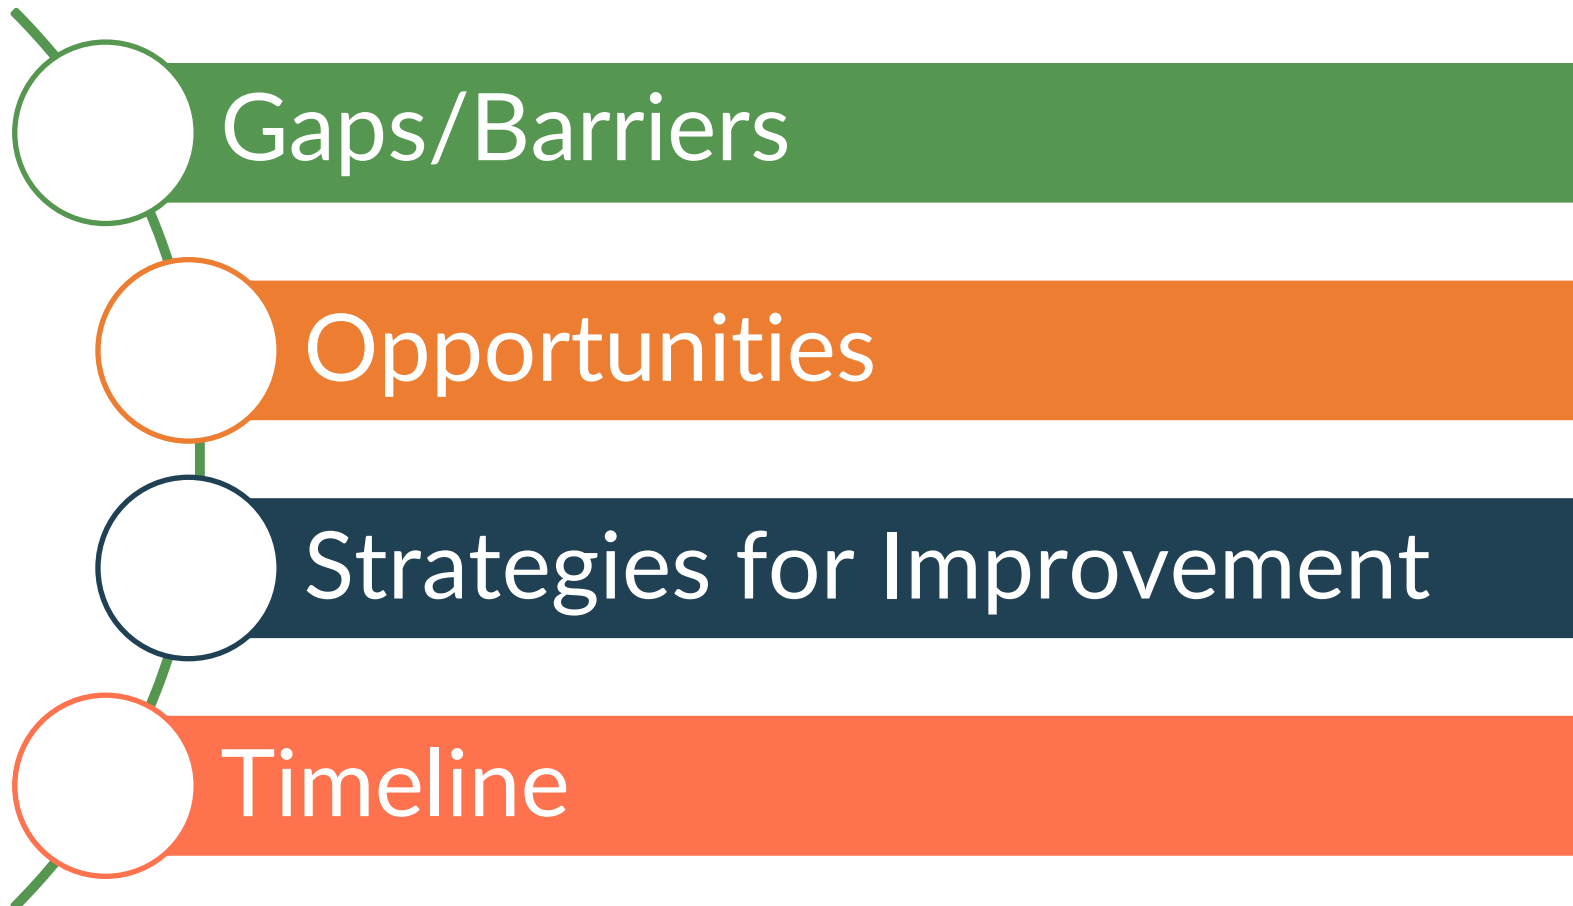 Gaps/Barriers
Opportunities
Strategies for Improvement
Timeline